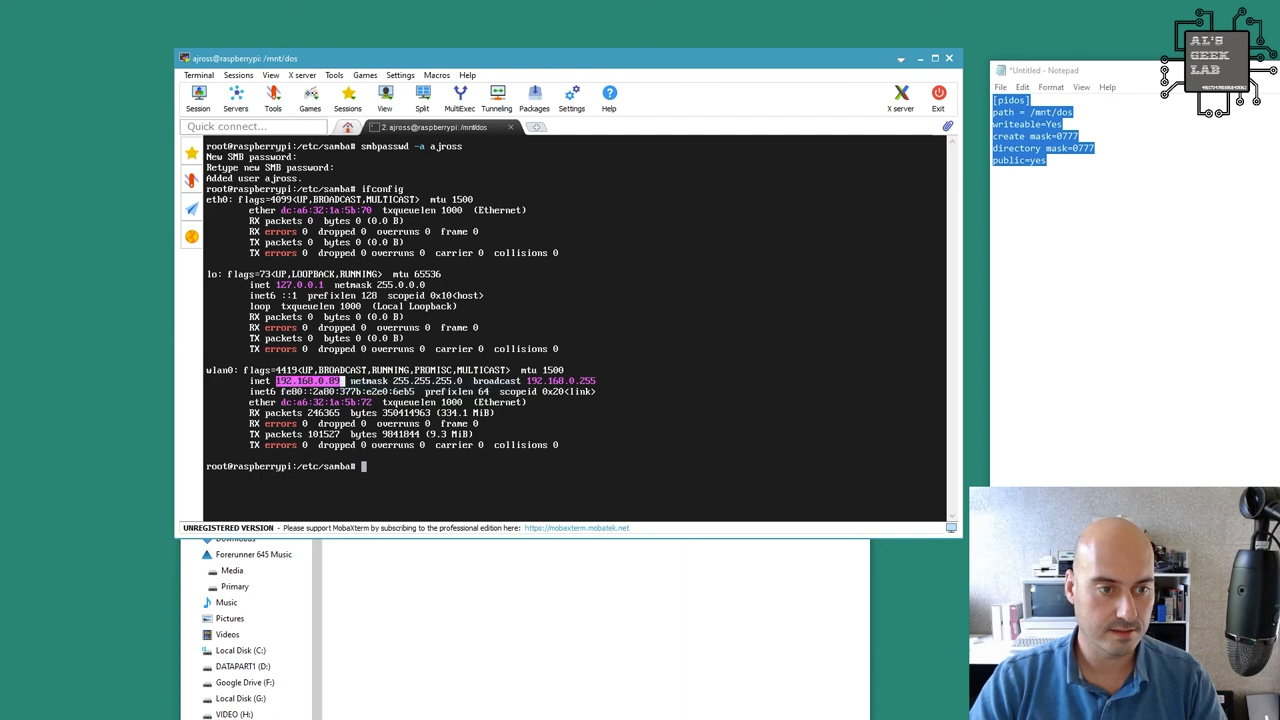 ajross@raspberrypi: /mnt/dos
Terminal Sessions View X server Tools Games Settings Macros Help
Session Servers Tools Games Sessions View Split MultiExec Tunneling Packages Settings Help X server Exit
Quick connect...
2. ajross@raspberrypi: /mnt/dos
root@raspberrypi:/etc/samba# smbpasswd -a ajross
New SMB password:
Retype new SMB password:
Added user ajross.
root@raspberrypi:/etc/samba# ifconfig
eth0: flags=4099<UP,BROADCAST,MULTICAST> mtu 1500
ether dc:a6:32:1a:5b:70 txqueuelen 1000 (Ethernet)
RX packets 0 bytes 0 (0.0 B)
RX errors 0 dropped 0 overruns 0 frame 0
TX packets 0 bytes 0 (0.0 B)
TX errors 0 dropped 0 overruns 0 carrier 0 collisions 0
lo: flags=73<UP,LOOPBACK,RUNNING> mtu 65536
inet 127.0.0.1 netmask 255.0.0.0
inet6 ::1 prefixlen 128 scopeid 0x10<host>
loop txqueuelen 1000 (Local Loopback)
RX packets 0 bytes 0 (0.0 B)
RX errors 0 dropped 0 overruns 0 frame 0
TX packets 0 bytes 0 (0.0 B)
TX errors 0 dropped 0 overruns 0 carrier 0 collisions 0
wlan0: flags=4419<UP,BROADCAST,RUNNING,PROMISC,MULTICAST> mtu 1500
inet 192.168.0.89 netmask 255.255.255.0 broadcast 192.168.0.255
inet6 fe80::2a80:377b:e2e0:6eb5 prefixlen 64 scopeid 0x20<link>
ether dc:a6:32:1a:5b:72 txqueuelen 1000 (Ethernet)
RX packets 246365 bytes 350414963 (334.1 MiB)
RX errors 0 dropped 0 overruns 0 frame 0
TX packets 101527 bytes 9841844 (9.3 MiB)
TX errors 0 dropped 0 overruns 0 carrier 0 collisions 0
root@raspberrypi:/etc/samba#
UNREGISTERED VERSION - Please support MobaXterm by subscribing to the professional edition here: https://mobaxterm.mobatek.net
Downloads
Forerunner 645 Music
Media
Primary
Music
Pictures
Videos
Local Disk (C:)
DATAPART1 (D:)
Google Drive (F:)
Local Disk (G:)
VIDEO (H:)
*Untitled - Notepad
File Edit Format View Help
[pidos]
path = /mnt/dos
writeable=Yes
create mask=0777
directory mask=0777
public=yes
AL'S
GEEK
LAB